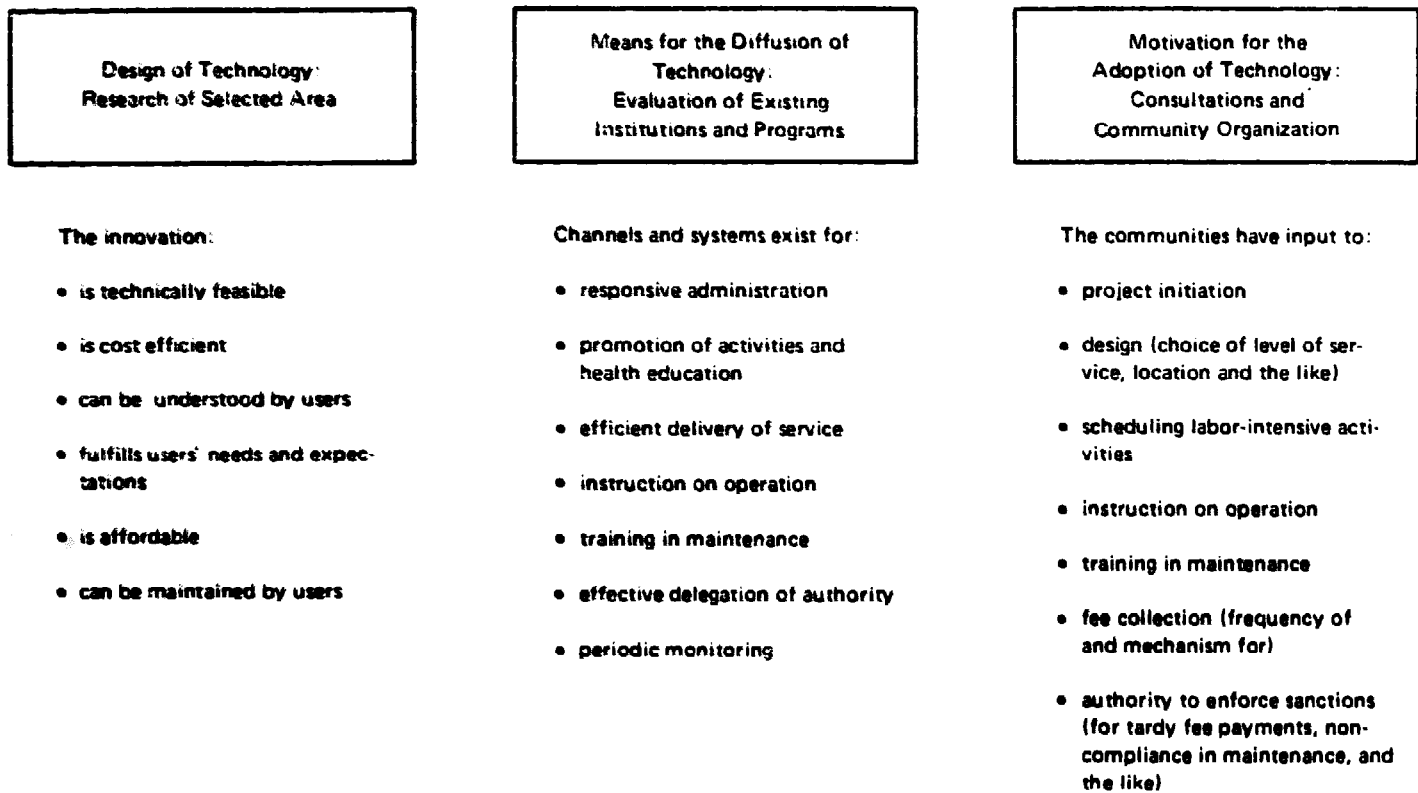 Design of Technology:
Research of Selected Area
Means for the Diffusion of
Technology:
Evaluation of Existing
Institutions and Programs
Motivation for the
Adoption of Technology:
Consultations and
Community Organization
The innovation:
• is technically feasible
• is cost efficient
• can be understood by users
• fulfills users' needs and expec-
tations
• is affordable
• can be maintained by users
Channels and systems exist for:
• responsive administration
• promotion of activities and
health education
• efficient delivery of service
• instruction on operation
• training in maintenance
• effective delegation of authority
• periodic monitoring
The communities have input to:
• project initiation
• design (choice of level of ser-
vice, location and the like)
• scheduling labor-intensive acti-
vities
• instruction on operation
• training in maintenance
• fee collection (frequency of
and mechanism for)
• authority to enforce sanctions
(for tardy fee payments, non-
compliance in maintenance, and
the like)